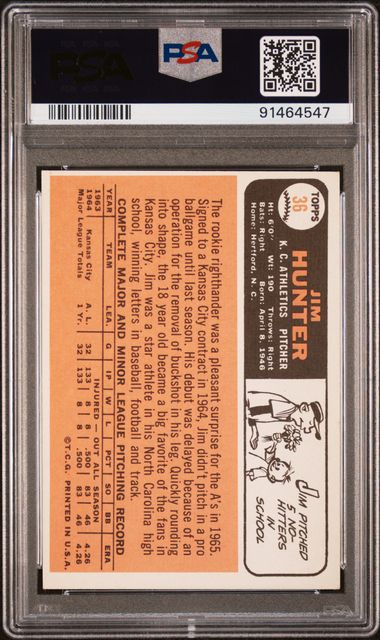 PSA
PSA
91464547
TOPPS
36
JIM
HUNTER
K. C. ATHLETICS PITCHER
Ht: 6'0" Wt: 190 Throws: Right
Bats: Right Born: April 8, 1946
Home: Hertford, N. C.
JIM PITCHED
5 NO-
HITTERS
IN
SCHOOL
The rookie righthander was a pleasant surprise for the A's in 1965.
Signed to a Kansas City contract in 1964, Jim didn't pitch in a pro
ballgame until last season. His debut was delayed because of an
operation for the removal of buckshot in his leg. Quickly rounding
into shape, the 18 year old became a big favorite of the fans in
Kansas City. Jim was a star athlete in his North Carolina high
school, winning letters in baseball, football and track.
COMPLETE MAJOR AND MINOR LEAGUE PITCHING RECORD
YEAR TEAM LEA G IP W L PCT SO BB ERA
1963 INJURED — OUT ALL SEASON
1964 Kansas City A. L. 32 133 8 8 .500 83 46 4.26
Major League Totals 1 Yr. 32 133 8 8 .500 83 46 4.26
© T.C.G. PRINTED IN U.S.A.